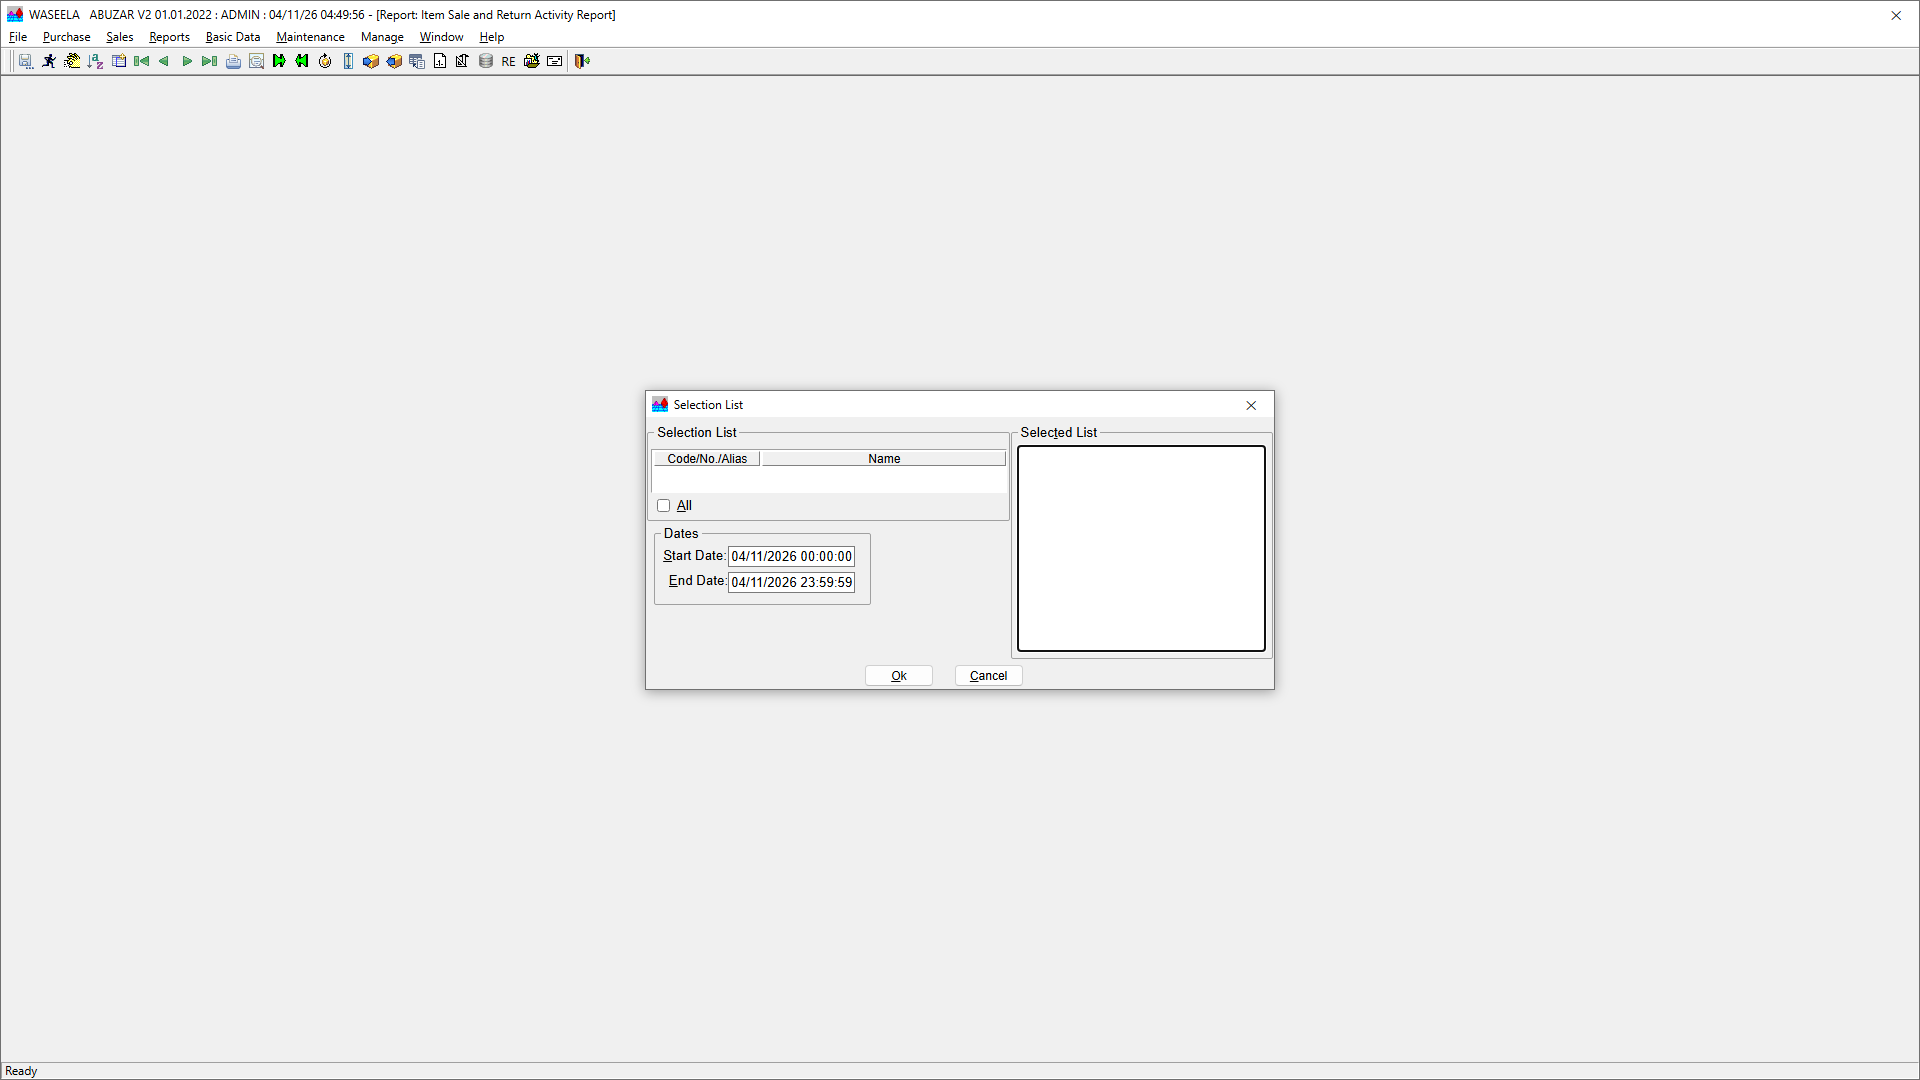 WASEELA ABUZAR V2 01.01.2022 : ADMIN : 04/11/26 04:49:56 - [Report: Item Sale and Return Activity Report]
File Purchase Sales Reports Basic Data Maintenance Manage Window Help
RE
Selection List
Selection List
Selected List
Code/No./Alias Name
All
Dates
Start Date: 04/11/2026 00:00:00
End Date: 04/11/2026 23:59:59
Ok Cancel
Ready